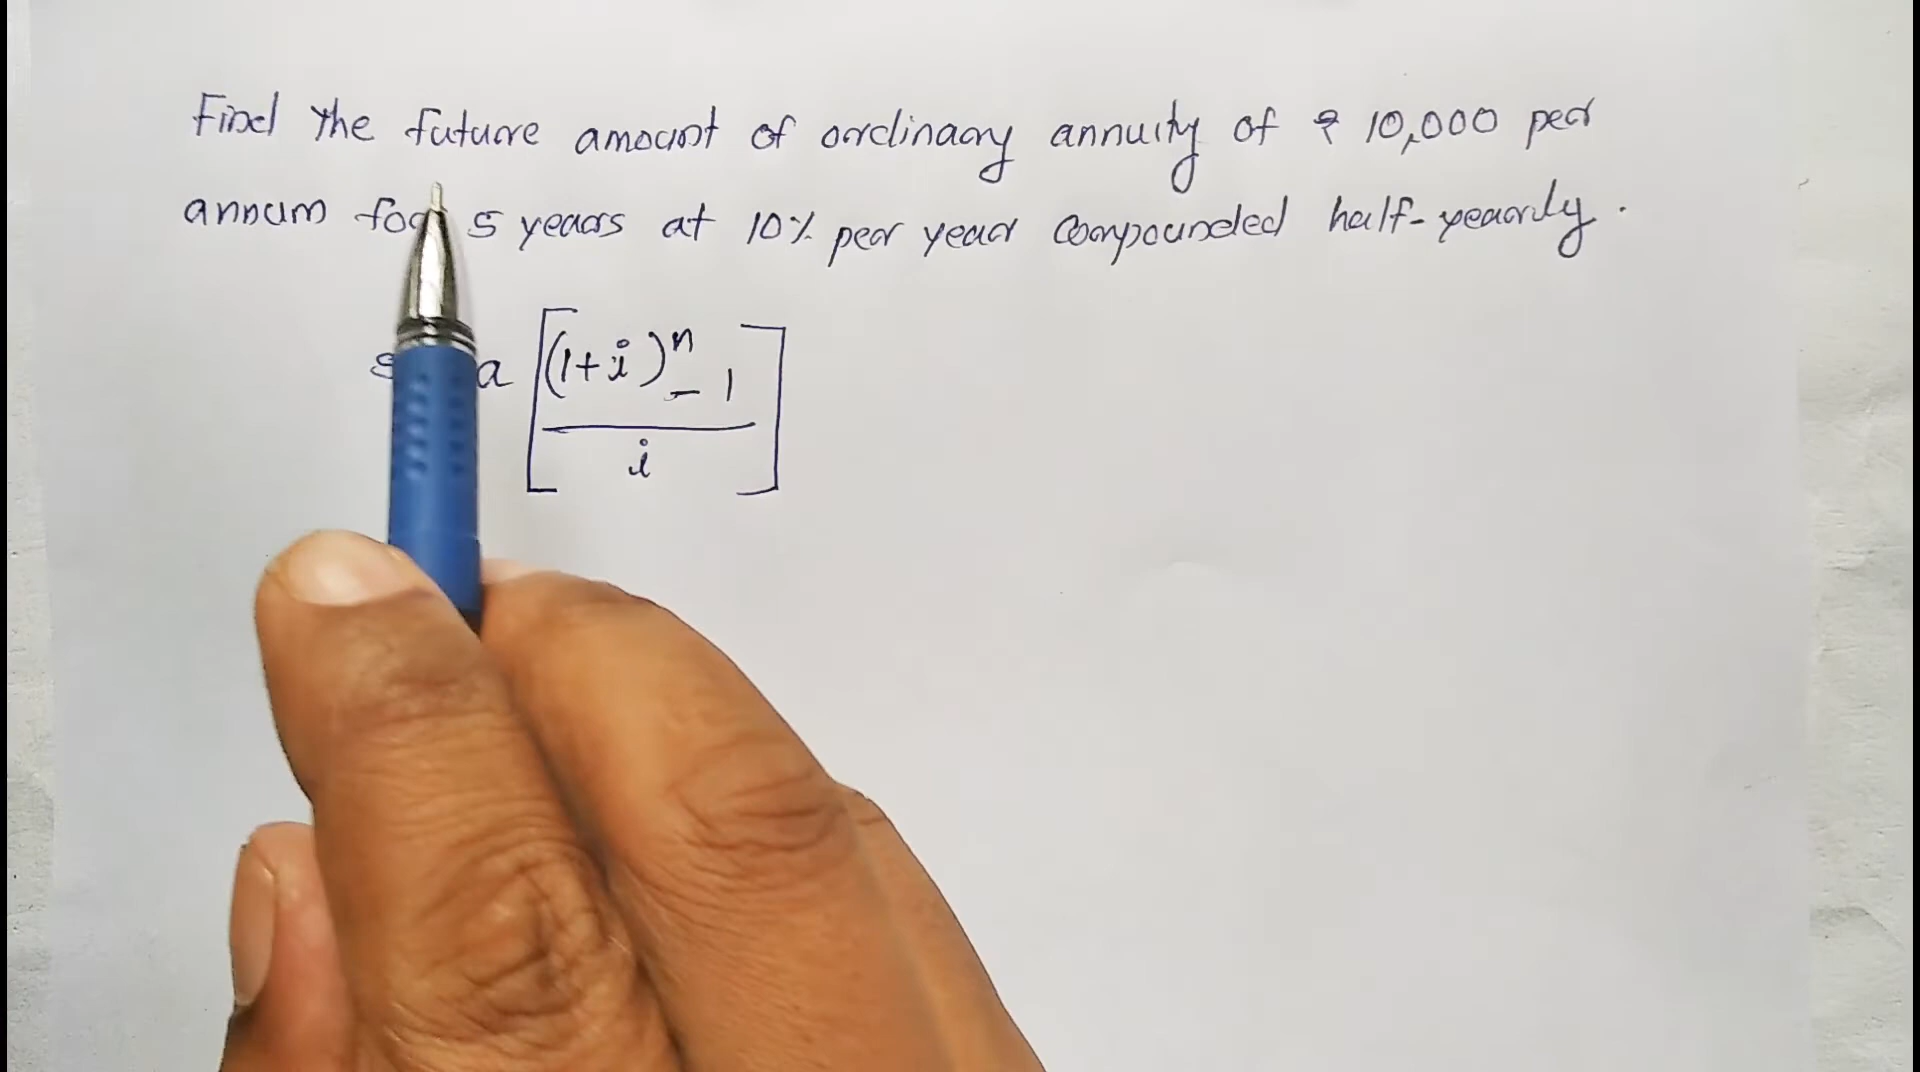 Find the future amount of ordinary annuity of ₹ 10,000 per
annum for 5 years at 10% per year compounded half-yearly.
a [(1+i)^n - 1
i]